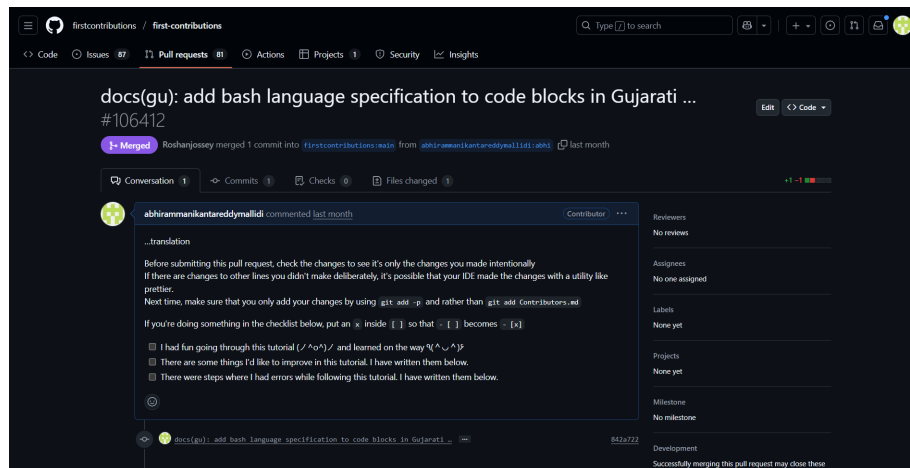 firstcontributions / first-contributions
Type / to search
<> Code Issues 87 Pull requests 81 Actions Projects 1 Security Insights
docs(gu): add bash language specification to code blocks in Gujarati ...
#106412
Edit
<> Code
Merged Roshanjossey merged 1 commit into firstcontributions:main from abhirammanikantareddymallidi:abhi last month
Conversation 1 Commits 1 Checks 0 Files changed 1
+1 -1
abhirammanikantareddymallidi commented last month
Contributor ...
...translation
Before submitting this pull request, check the changes to see it's only the changes you made intentionally
If there are changes to other lines you didn't make deliberately, it's possible that your IDE made the changes with a utility like
prettier.
Next time, make sure that you only add your changes by using git add -p and rather than git add Contributors.md
If you're doing something in the checklist below, put an x inside [ ] so that - [ ] becomes - [x]
I had fun going through this tutorial (ノ^o^)ノ and learned on the way ٩(^◡^)۶
There are some things I'd like to improve in this tutorial. I have written them below.
There were steps where I had errors while following this tutorial. I have written them below.
docs(gu): add bash language specification to code blocks in Gujarati …
842a722
Reviewers
No reviews
Assignees
No one assigned
Labels
None yet
Projects
None yet
Milestone
No milestone
Development
Successfully merging this pull request may close these